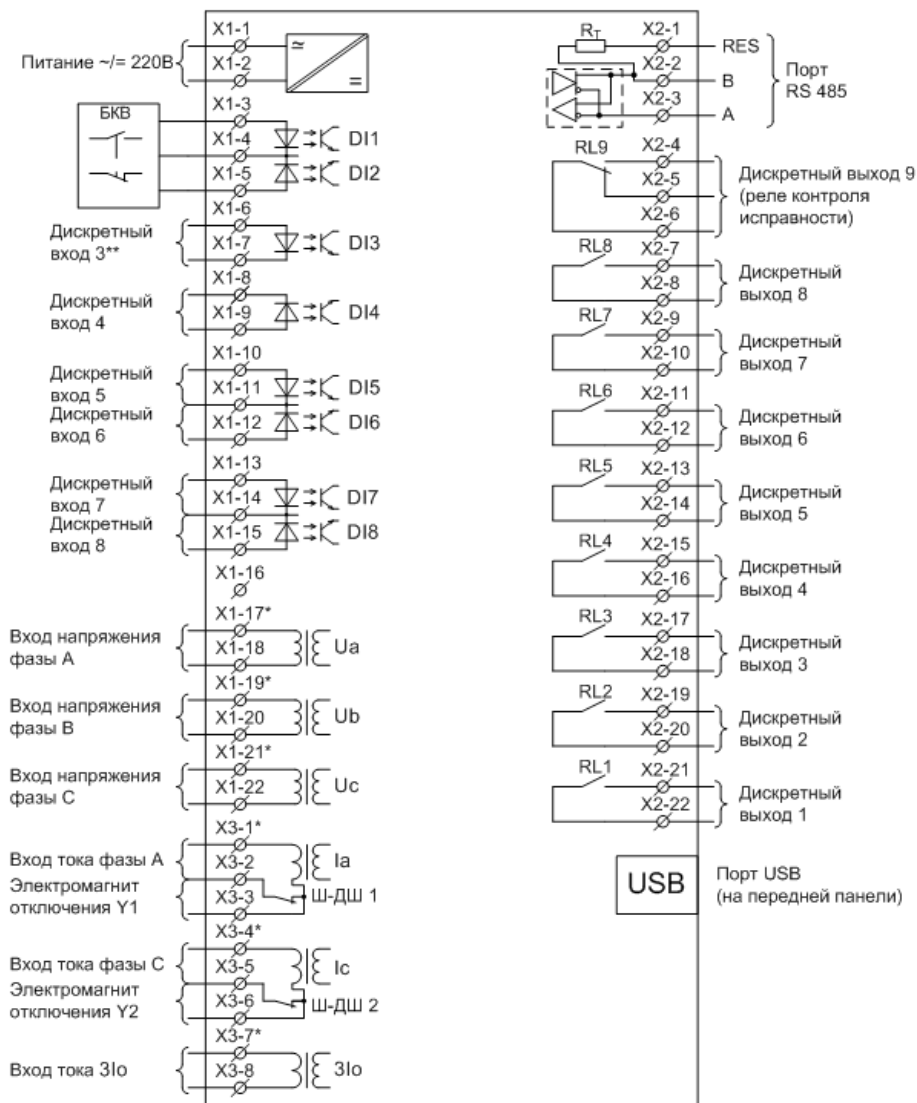 X1-1
Питание ~/= 220В
X1-2
БКВ
X1-3
X1-4
DI1
X1-5
DI2
X1-6
Дискретный
вход 3**
X1-7
DI3
X1-8
Дискретный
вход 4
X1-9
DI4
X1-10
Дискретный
вход 5
X1-11
DI5
Дискретный
вход 6
X1-12
DI6
X1-13
Дискретный
вход 7
X1-14
DI7
Дискретный
вход 8
X1-15
DI8
X1-16
X1-17*
Вход напряжения
фазы А
X1-18
Ua
X1-19*
Вход напряжения
фазы В
X1-20
Ub
X1-21*
Вход напряжения
фазы С
X1-22
Uc
X3-1*
Вход тока фазы А
X3-2
Ia
Электромагнит
отключения Y1
X3-3
Ш-ДШ 1
X3-4*
Вход тока фазы С
X3-5
Ic
Электромагнит
отключения Y2
X3-6
Ш-ДШ 2
X3-7*
Вход тока 3Io
X3-8
3Io
RT
X2-1
RES
X2-2
B
X2-3
A
Порт
RS 485
RL9
X2-4
X2-5
X2-6
Дискретный выход 9
(реле контроля
исправности)
RL8
X2-7
X2-8
Дискретный
выход 8
RL7
X2-9
X2-10
Дискретный
выход 7
RL6
X2-11
X2-12
Дискретный
выход 6
RL5
X2-13
X2-14
Дискретный
выход 5
RL4
X2-15
X2-16
Дискретный
выход 4
RL3
X2-17
X2-18
Дискретный
выход 3
RL2
X2-19
X2-20
Дискретный
выход 2
RL1
X2-21
X2-22
Дискретный
выход 1
USB
Порт USB
(на передней панели)